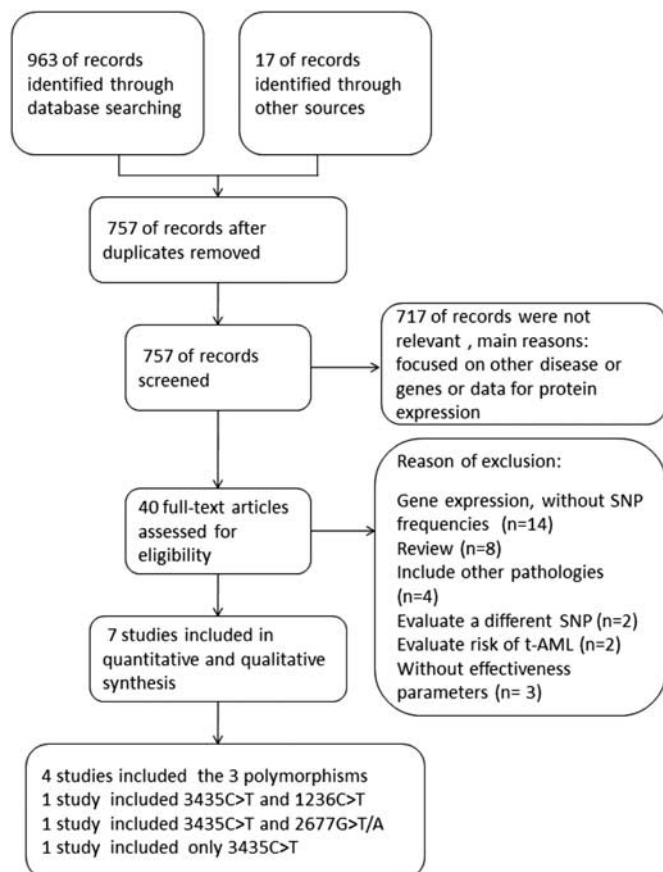 963 of records
identified through
database searching
17 of records
identified through
other sources
757 of records after
duplicates removed
757 of records
screened
717 of records were not
relevant , main reasons:
focused on other disease or
genes or data for protein
expression
40 full-text articles
assessed for
eligibility
Reason of exclusion:
Gene expression, without SNP
frequencies (n=14)
Review (n=8)
Include other pathologies
(n=4)
Evaluate a different SNP (n=2)
Evaluate risk of t-AML (n=2)
Without effectiveness
parameters (n= 3)
7 studies included in
quantitative and qualitative
synthesis
4 studies included the 3 polymorphisms
1 study included 3435C>T and 1236C>T
1 study included 3435C>T and 2677G>T/A
1 study included only 3435C>T